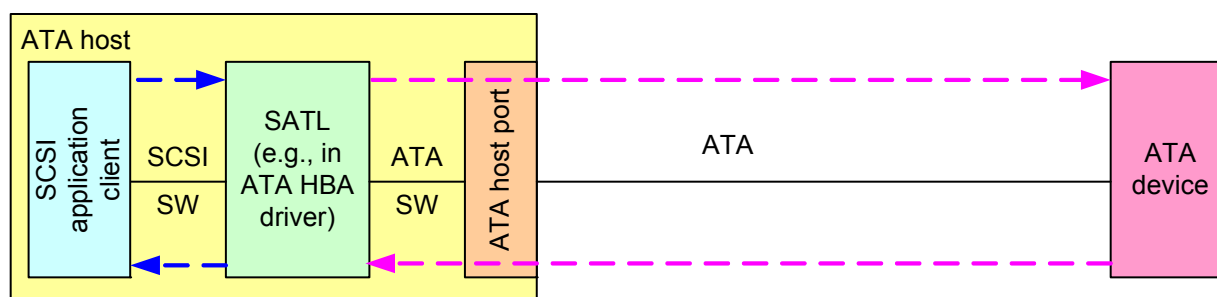 ATA host
SCSI
application
client
SCSI
SW
SATL
(e.g., in
ATA HBA
driver)
ATA
SW
ATA host port
ATA
ATA
device